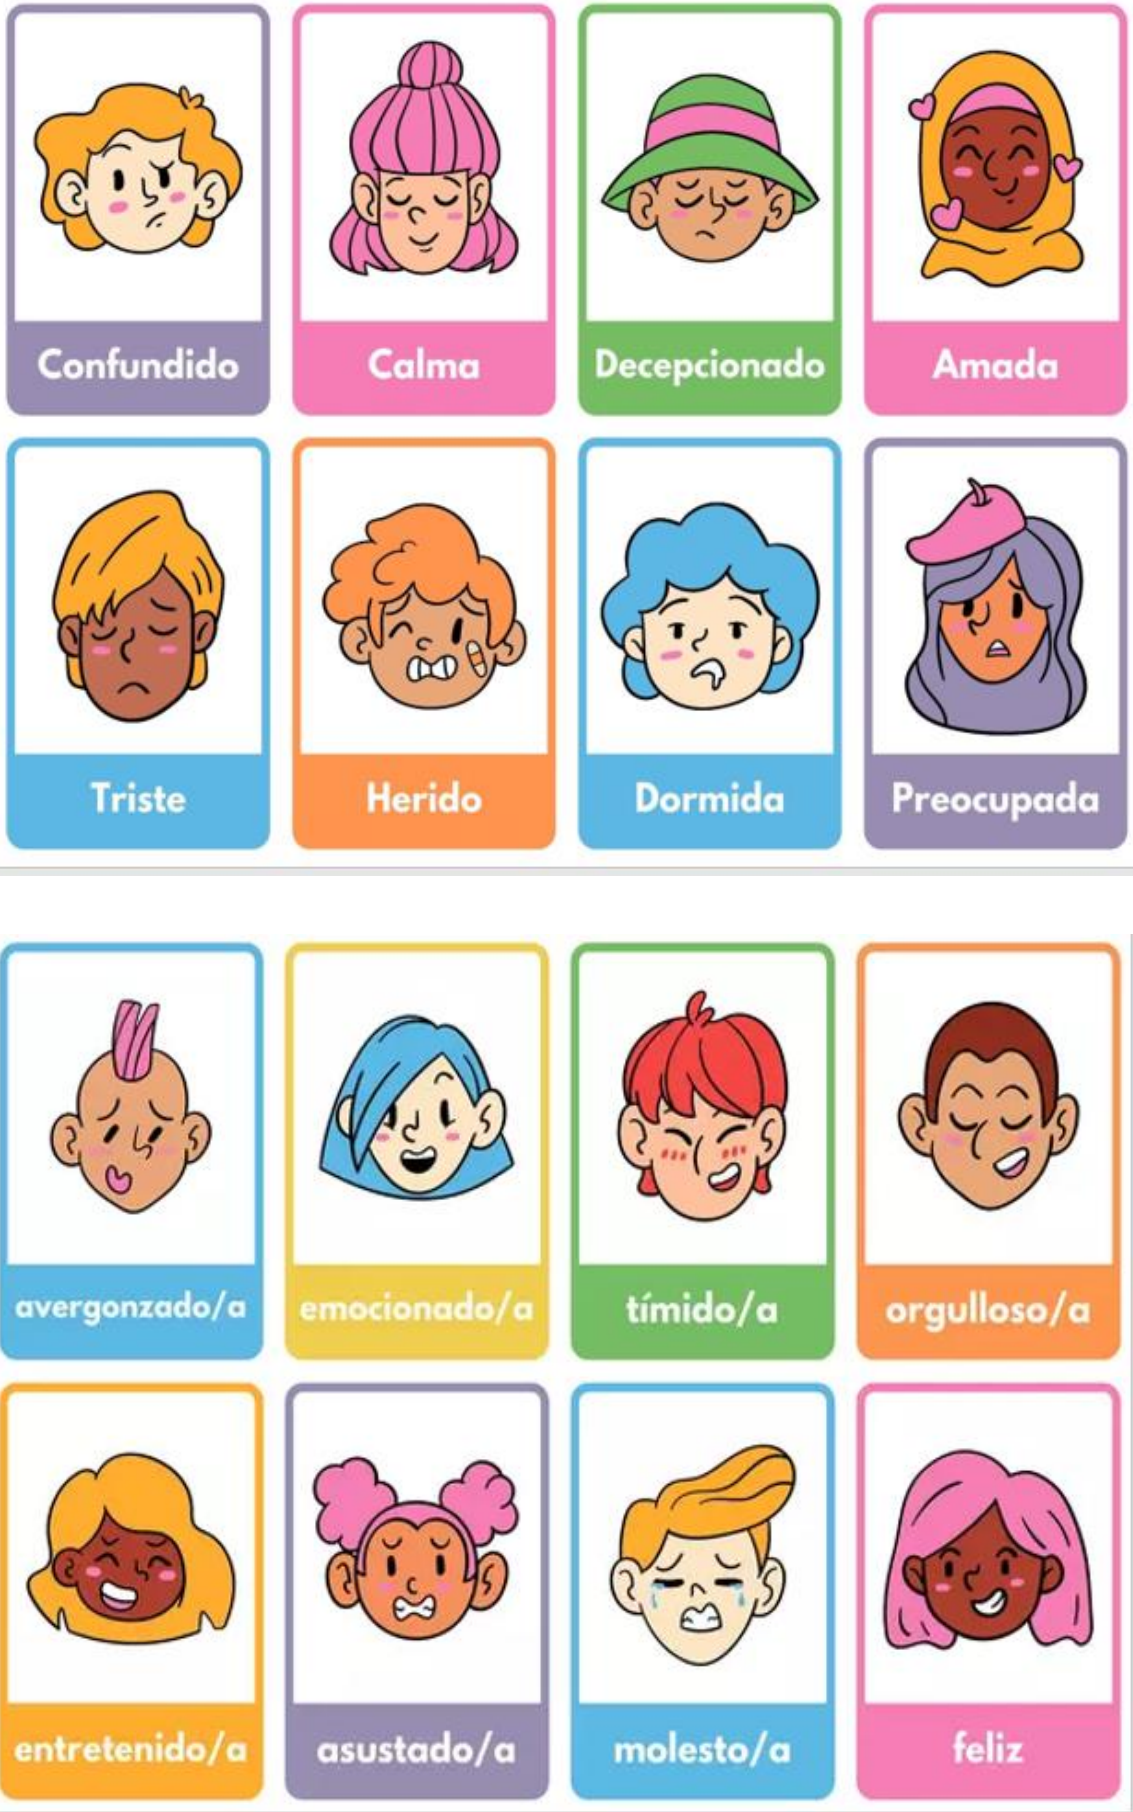 Confundido
Calma
Decepcionado
Amada
Triste
Herido
Dormida
Preocupada
avergonzado/a
emocionado/a
tímido/a
orgulloso/a
entretenido/a
asustado/a
molesto/a
feliz